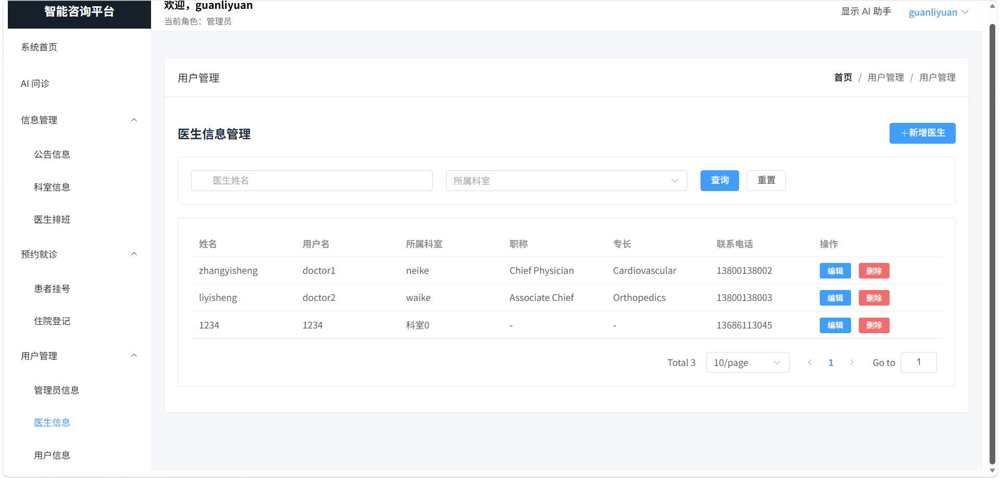 智能咨询平台
欢迎，guanliyuan
当前角色：管理员
显示 AI 助手
guanliyuan
系统首页
AI 问诊
信息管理
公告信息
科室信息
医生排班
预约就诊
患者挂号
住院登记
用户管理
管理员信息
医生信息
用户信息
用户管理
首页 / 用户管理 / 用户管理
医生信息管理
+新增医生
医生姓名
所属科室
查询
重置
姓名 用户名 所属科室 职称 专长 联系电话 操作
zhangyisheng doctor1 neike Chief Physician Cardiovascular 13800138002 编辑 删除
liyisheng doctor2 waike Associate Chief Orthopedics 13800138003 编辑 删除
1234 1234 科室0 - - 13686113045 编辑 删除
Total 3 10/page 1 Go to 1